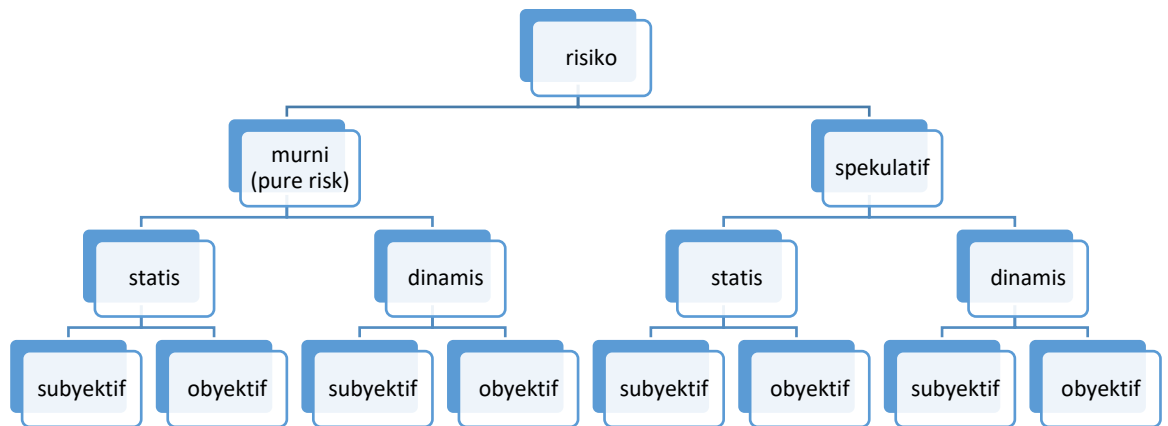 risiko
murni
(pure risk)
spekulatif
statis
dinamis
statis
dinamis
subyektif
obyektif
subyektif
obyektif
subyektif
obyektif
subyektif
obyektif